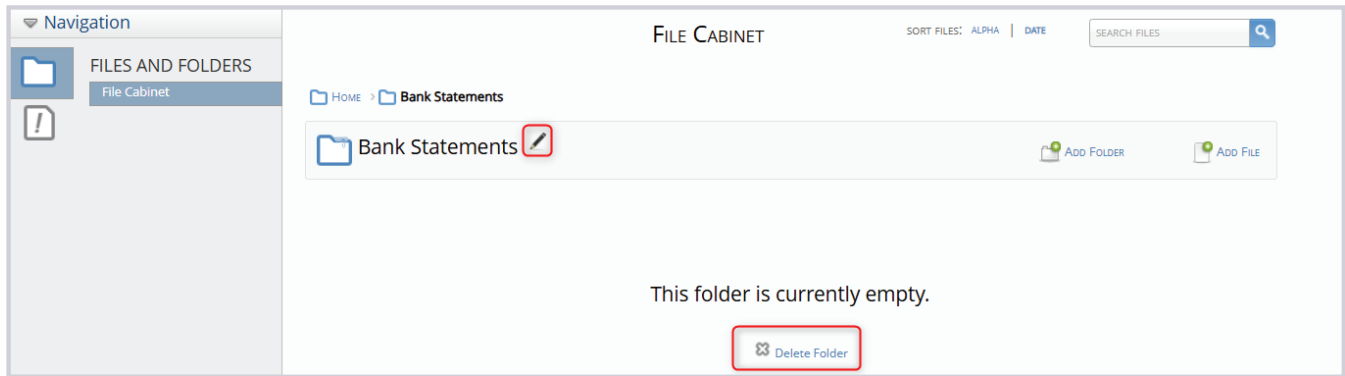 Navigation
FILES AND FOLDERS
File Cabinet
FILE CABINET
SORT FILES: ALPHA | DATE
SEARCH FILES
HOME > Bank Statements
Bank Statements
ADD FOLDER
ADD FILE
This folder is currently empty.
Delete Folder